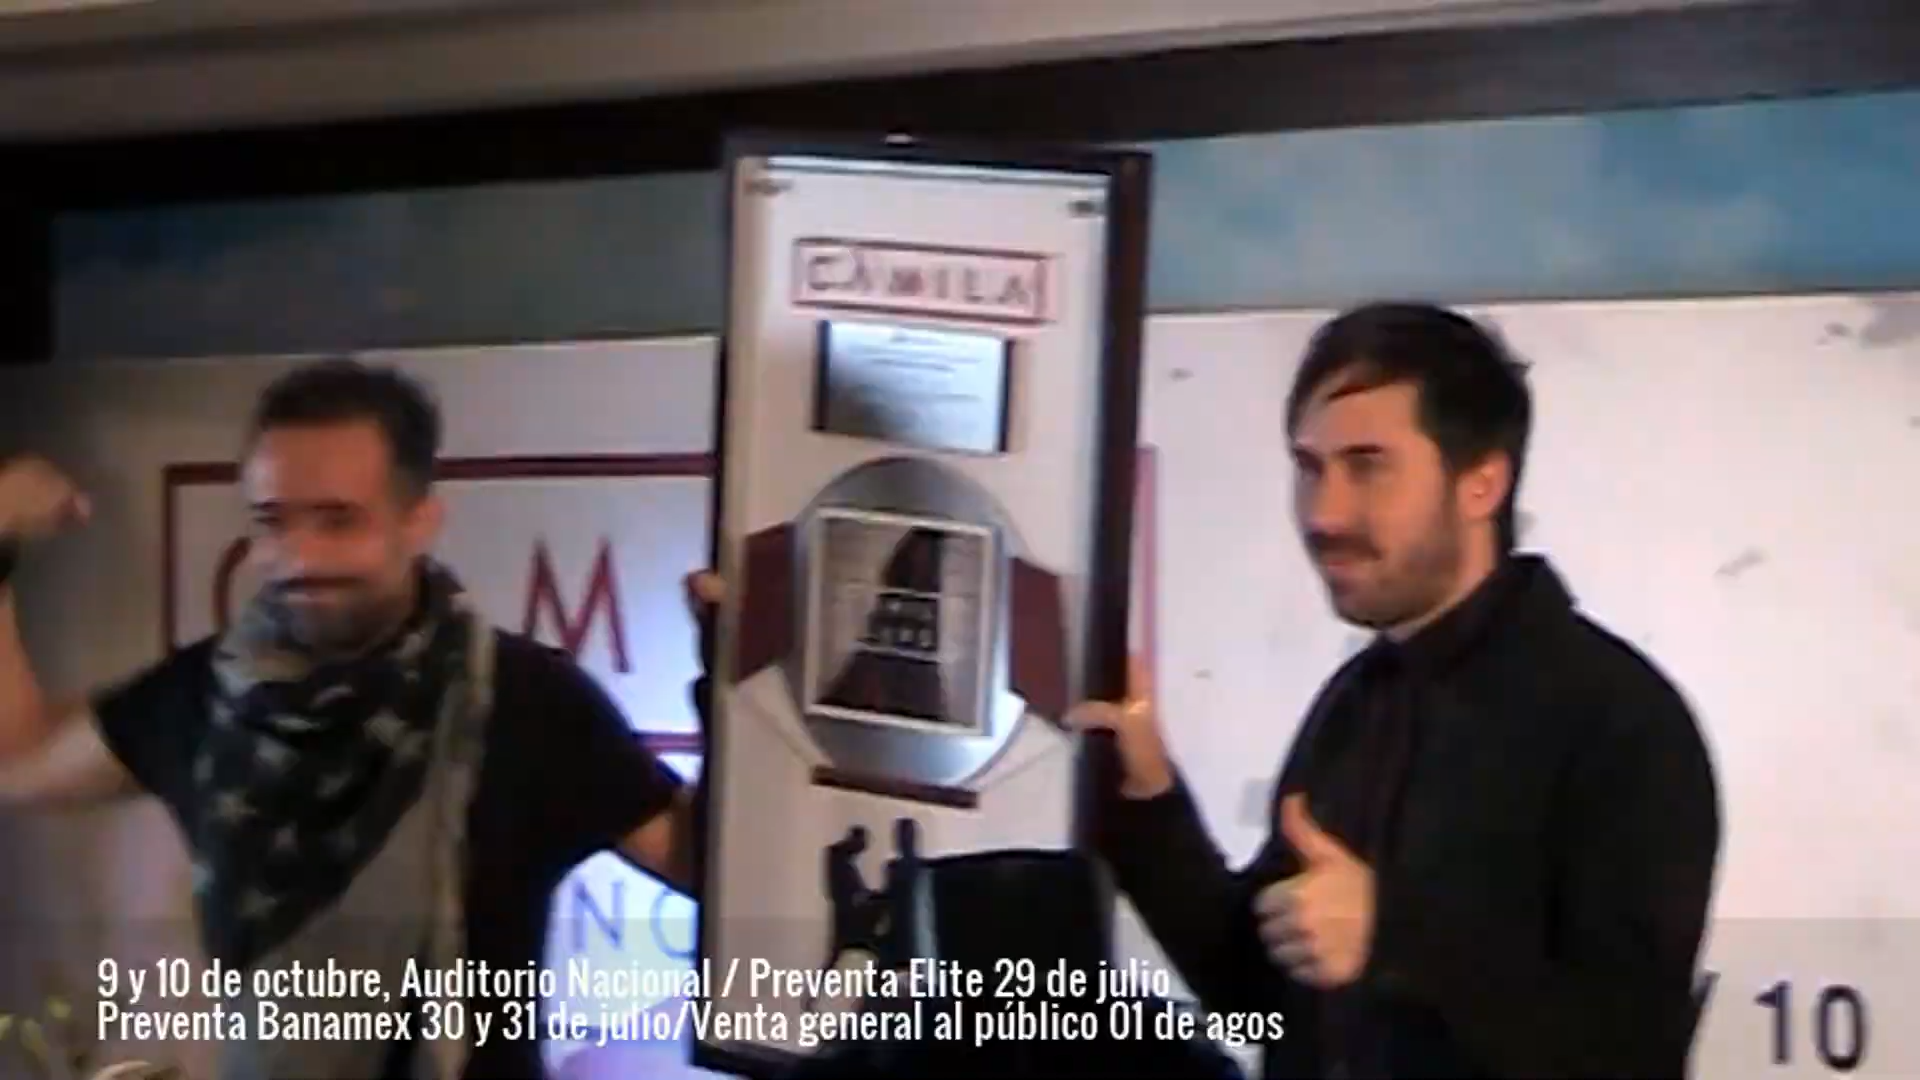 CAMILA
M
NO
9 y 10 de octubre, Auditorio Nacional / Preventa Elite 29 de julio
Preventa Banamex 30 y 31 de julio/Venta general al público 01 de agos
Y 10